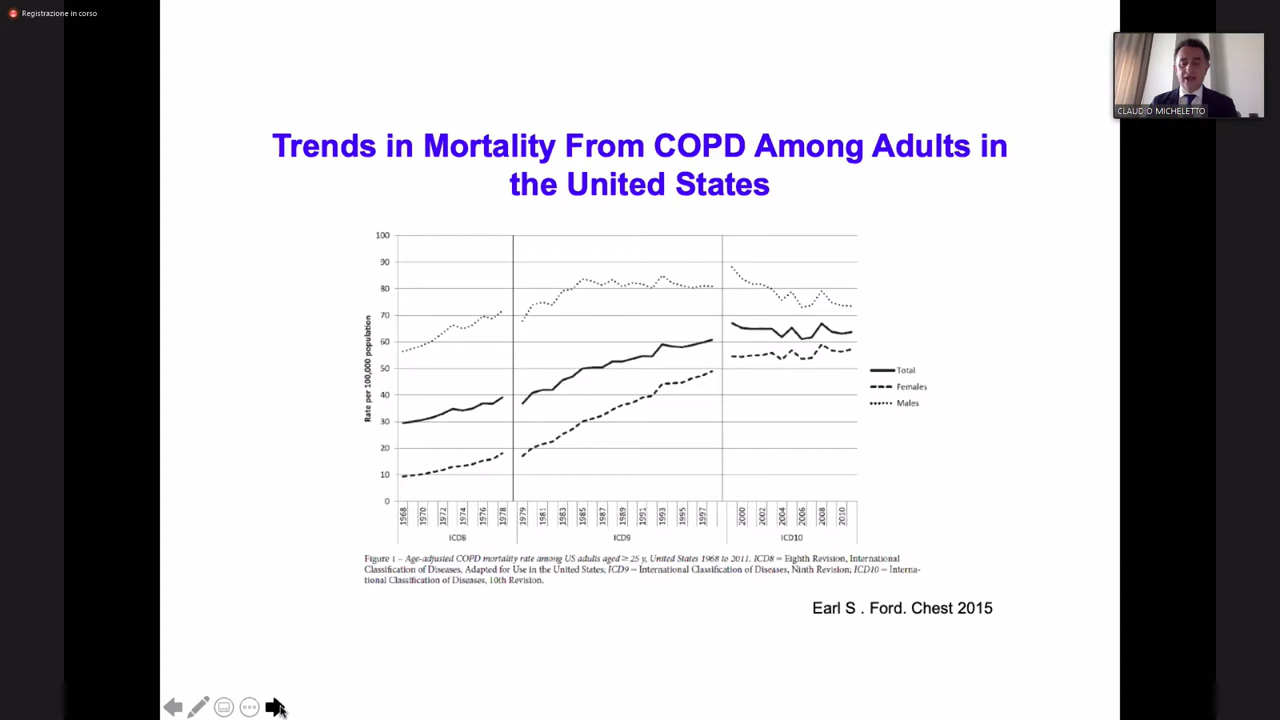 Registrazione in corso
CLAUDIO MICHELETTO
Trends in Mortality From COPD Among Adults in
the United States
Rate per 100,000 population
100
90
80
70
60
50
40
30
20
10
0
1968 1970 1972 1974 1976 1978 1979 1981 1983 1985 1987 1989 1991 1993 1995 1997 2000 2002 2004 2006 2008 2010
ICD8 ICD9 ICD10
Total
Females
Males
Figure 1 – Age-adjusted COPD mortality rate among US adults aged ≥ 25 y, United States 1968 to 2011. ICD8 = Eighth Revision, International
Classification of Diseases, Adapted for Use in the United States; ICD9 = International Classification of Diseases, Ninth Revision; ICD10 = Interna-
tional Classification of Diseases, 10th Revision.
Earl S . Ford. Chest 2015